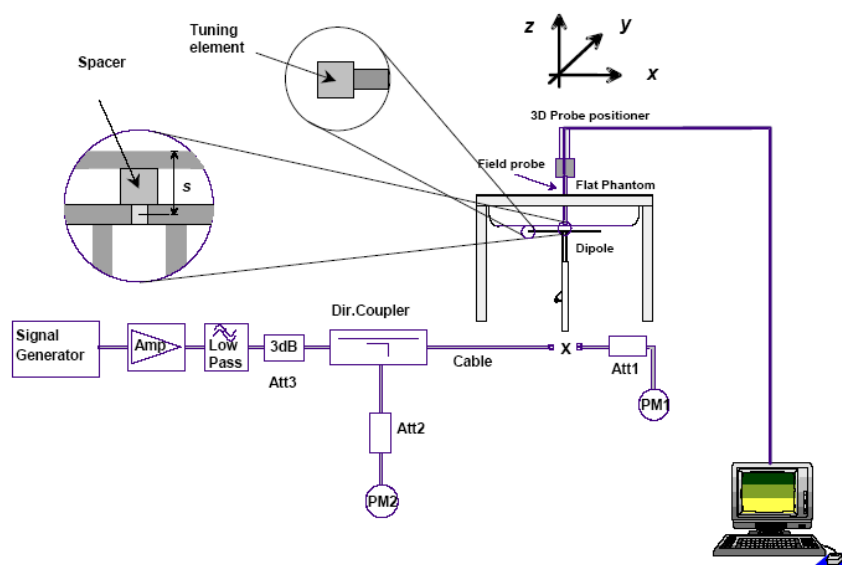 Tuning
element
z
y
x
Spacer
3D Probe positioner
s
Field probe
Flat Phantom
Dipole
Signal
Generator
Amp
Low
Pass
3dB
Att3
Dir.Coupler
Cable
X
Att1
PM1
Att2
PM2